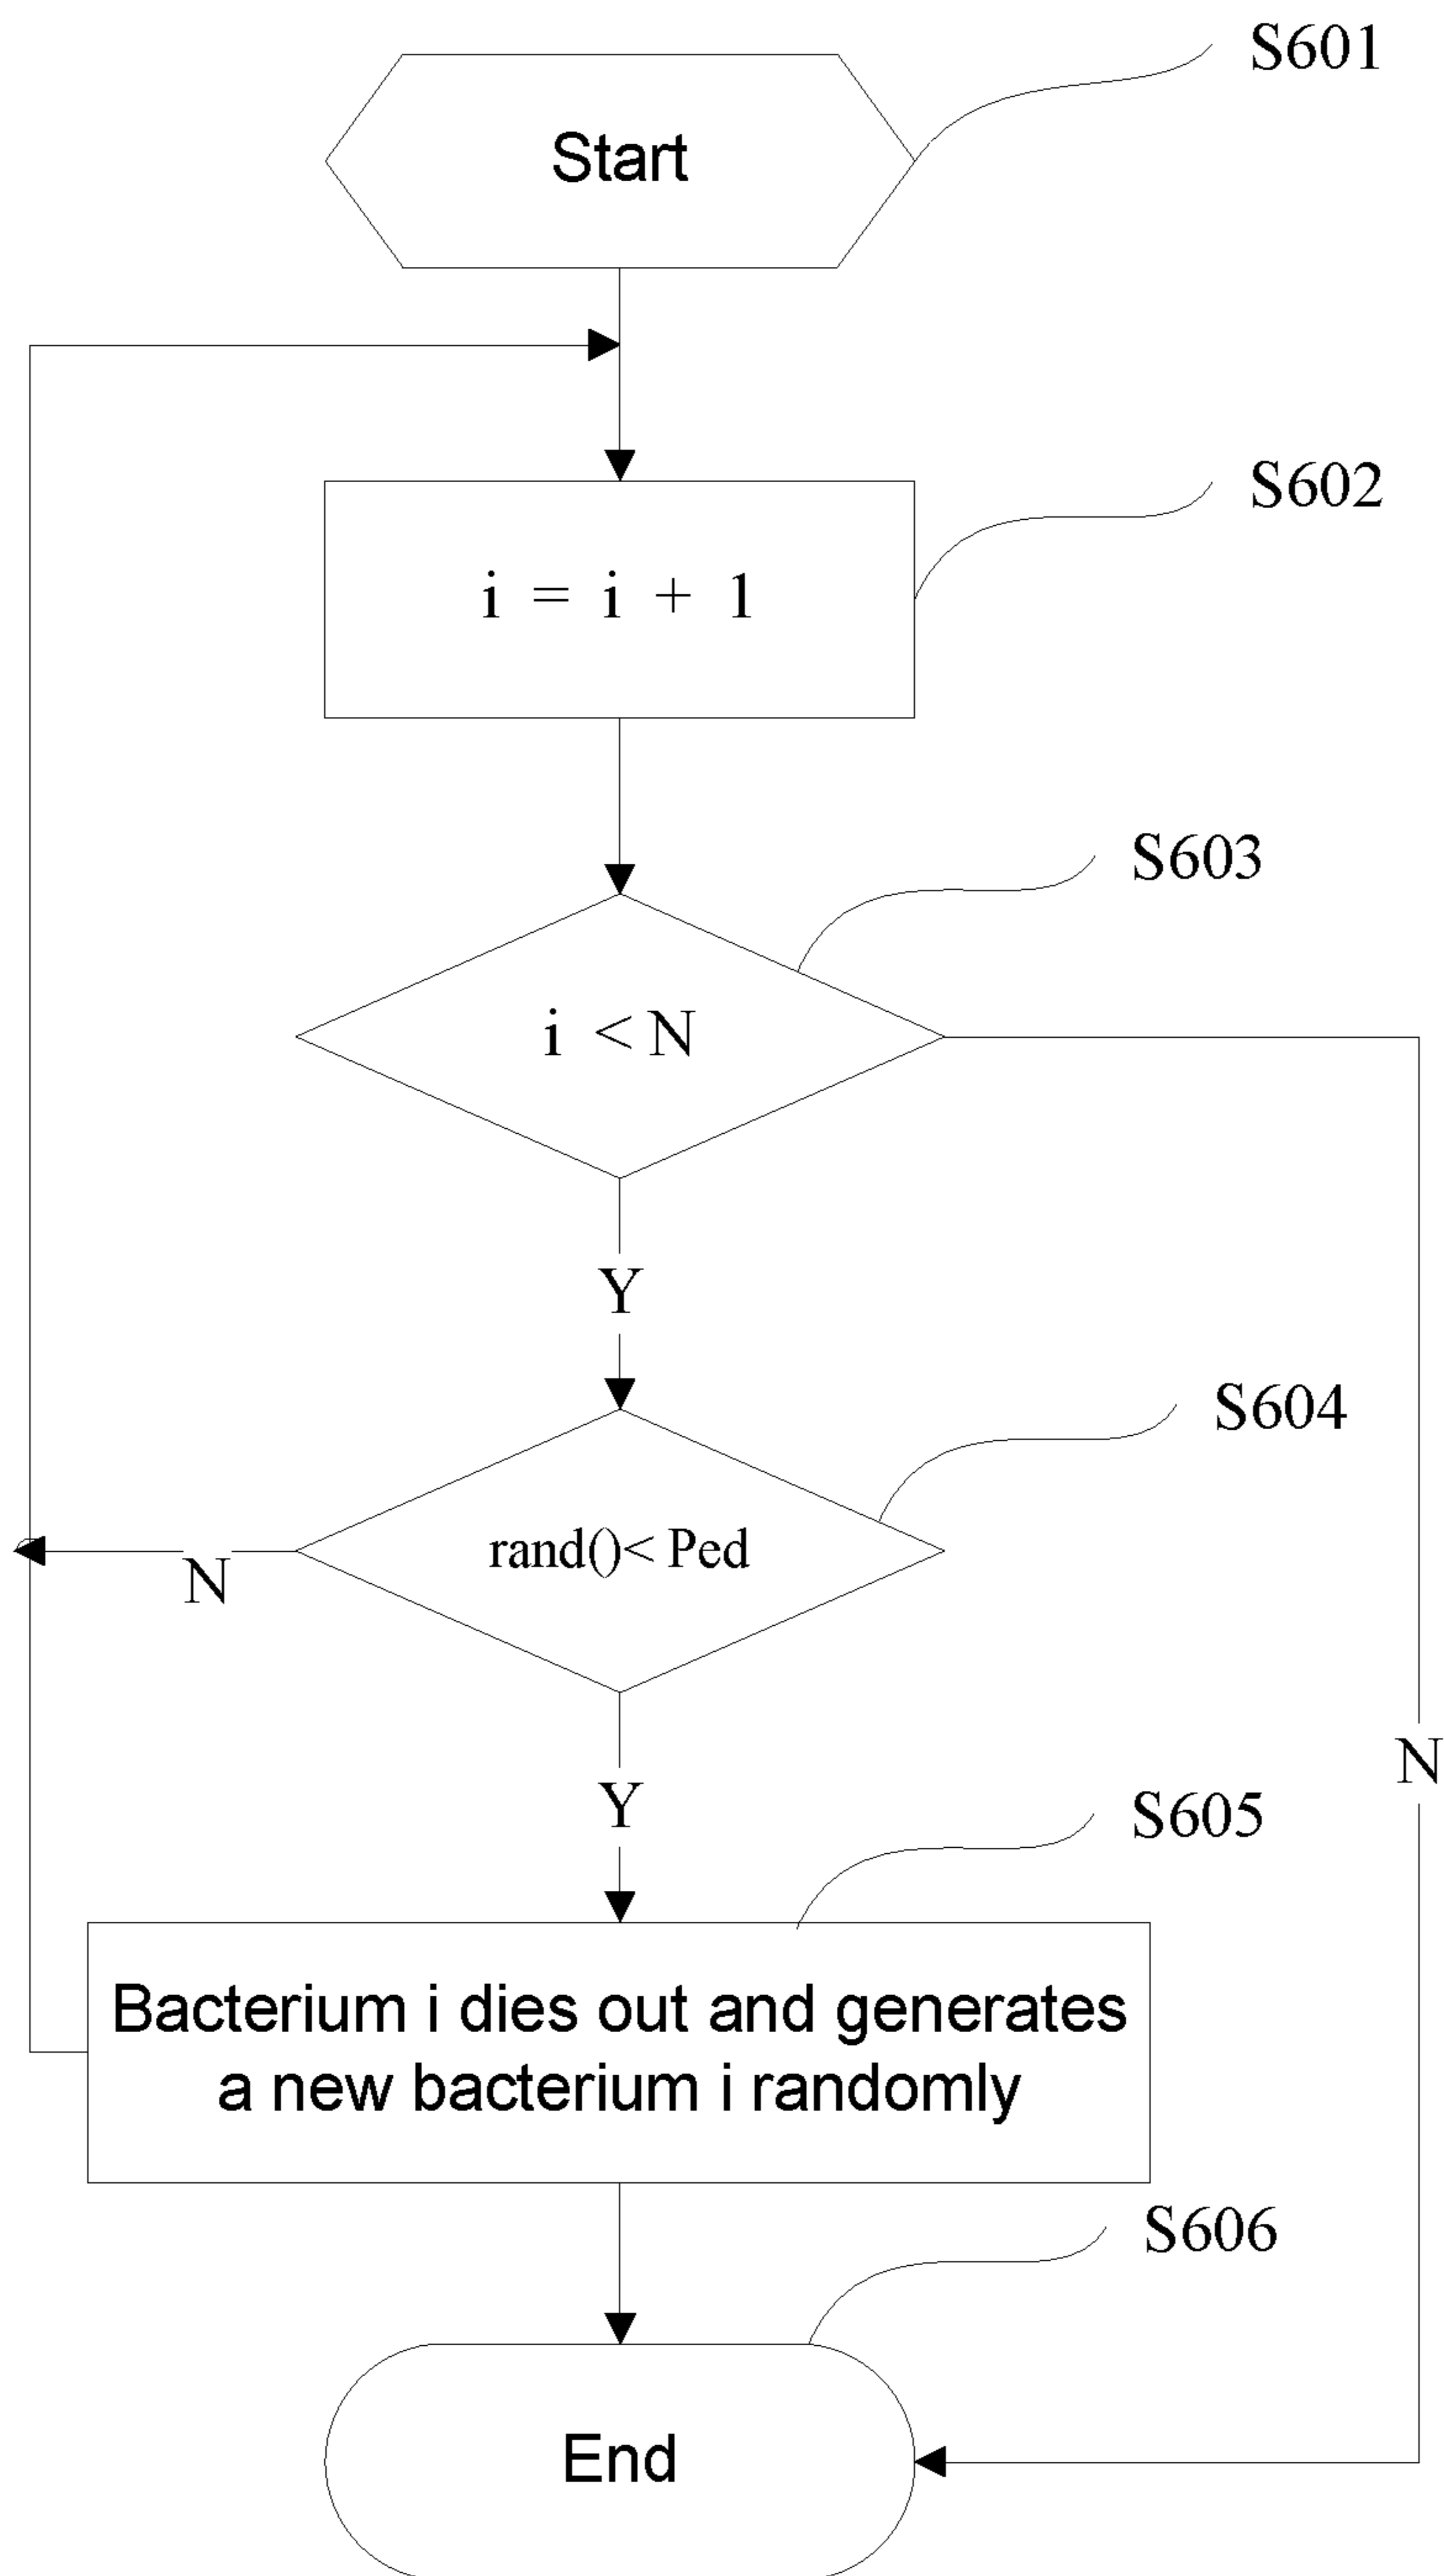 S601
Start
S602
i = i + 1
S603
i < N
Y
S604
rand()< Ped
N
Y
N
S605
Bacterium i dies out and generates
a new bacterium i randomly
S606
End